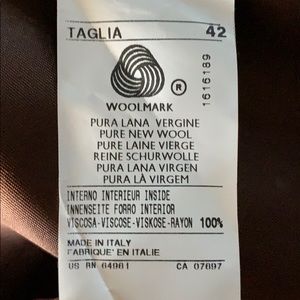 TAGLIA 42
®
WOOLMARK
1616189
PURA LANA VERGINE
PURE NEW WOOL
PURE LAINE VIERGE
REINE SCHURWOLLE
PURA LANA VIRGEN
PURA LÃ VIRGEM
INTERNO INTERIEUR INSIDE
INNENSEITE FORRO INTERIOR
VISCOSA-VISCOSE-VISKOSE-RAYON 100%
MADE IN ITALY
FABRIQUE' EN ITALIE
US RN 64981 CA 07697